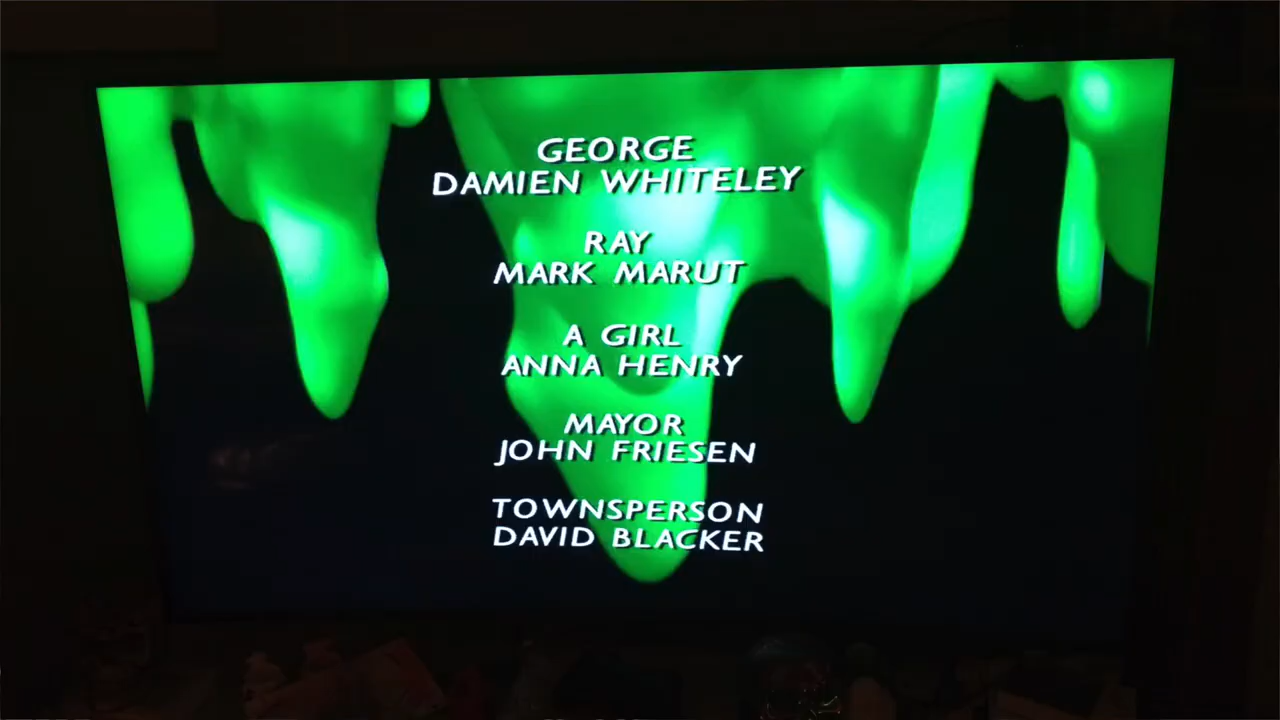 GEORGE
DAMIEN WHITELEY
RAY
MARK MARUT
A GIRL
ANNA HENRY
MAYOR
JOHN FRIESEN
TOWNSPERSON
DAVID BLACKER